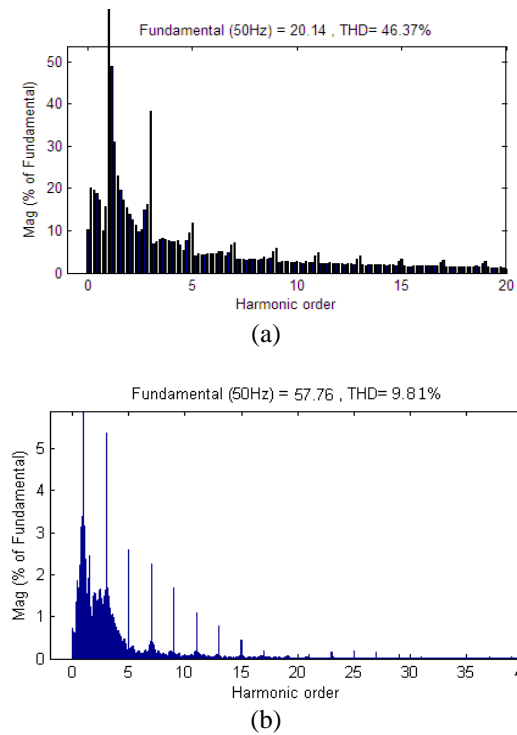 Fundamental (50Hz) = 20.14 , THD= 46.37%
Mag (% of Fundamental)
50
40
30
20
10
0
0 5 10 15 20
Harmonic order
(a)
Fundamental (50Hz) = 57.76 , THD= 9.81%
Mag (% of Fundamental)
5
4
3
2
1
0
0 5 10 15 20 25 30 35 4
Harmonic order
(b)